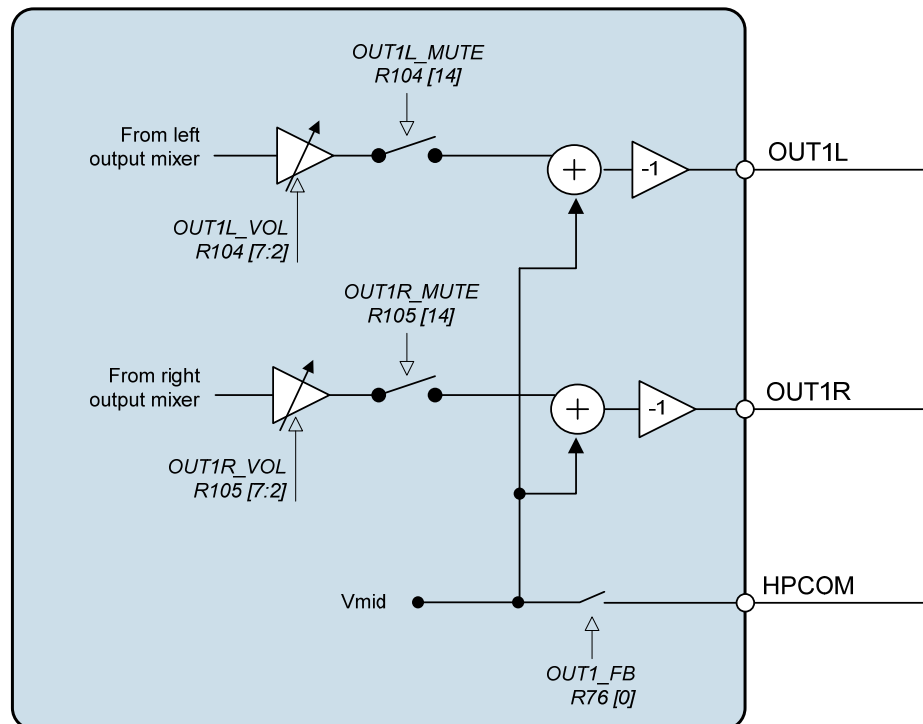 OUT1L_MUTE
R104 [14]
From left
output mixer
+
-1
OUT1L
OUT1L_VOL
R104 [7:2]
OUT1R_MUTE
R105 [14]
From right
output mixer
+
-1
OUT1R
OUT1R_VOL
R105 [7:2]
Vmid
HPCOM
OUT1_FB
R76 [0]